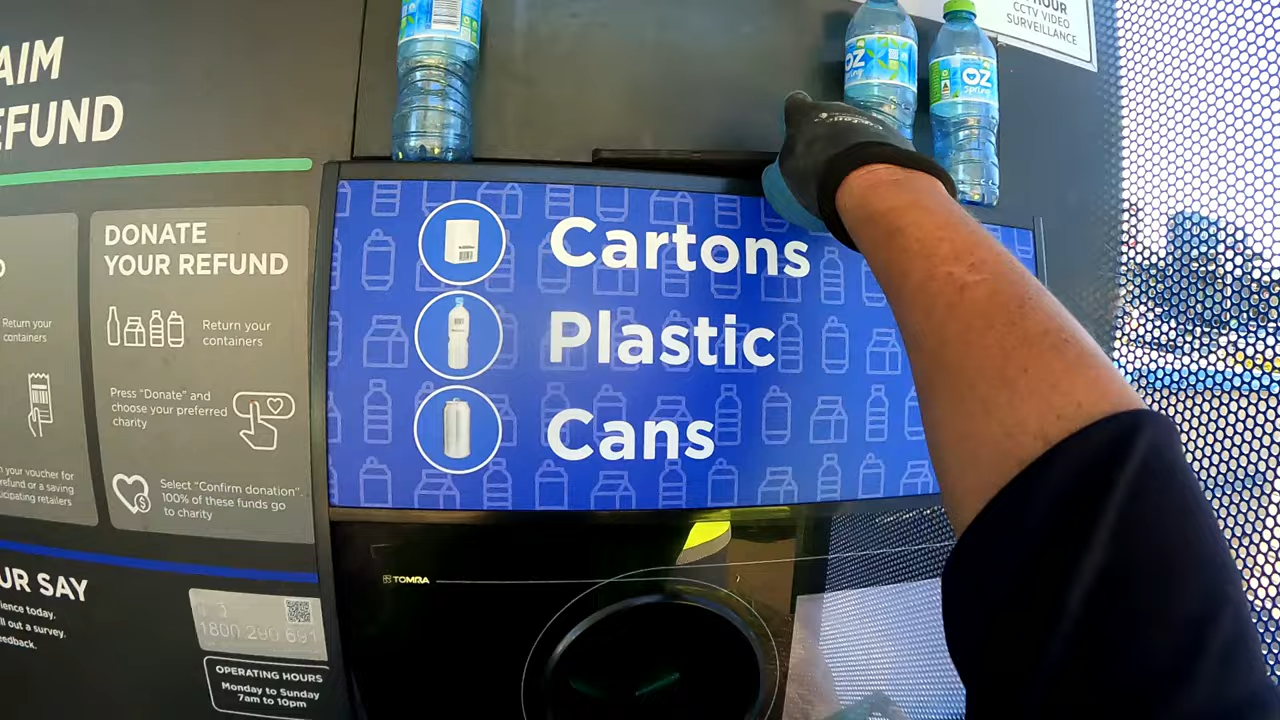 AIM
EFUND
DONATE
YOUR REFUND
Return your
containers
Press "Donate" and
choose your preferred
charity
Select "Confirm donation".
100% of these funds go
to charity
Return your
containers
your voucher for
refund or a saving
UR SAY
ience today,
ll out a survey.
edback.
1800 290 691
OPERATING HOURS
Monday to Sunday
7am to 10pm
Cartons
Plastic
Cans
TOMRA
OZ
spring
OZ
spring
HOUR
CCTV VIDEO
SURVEILLANCE